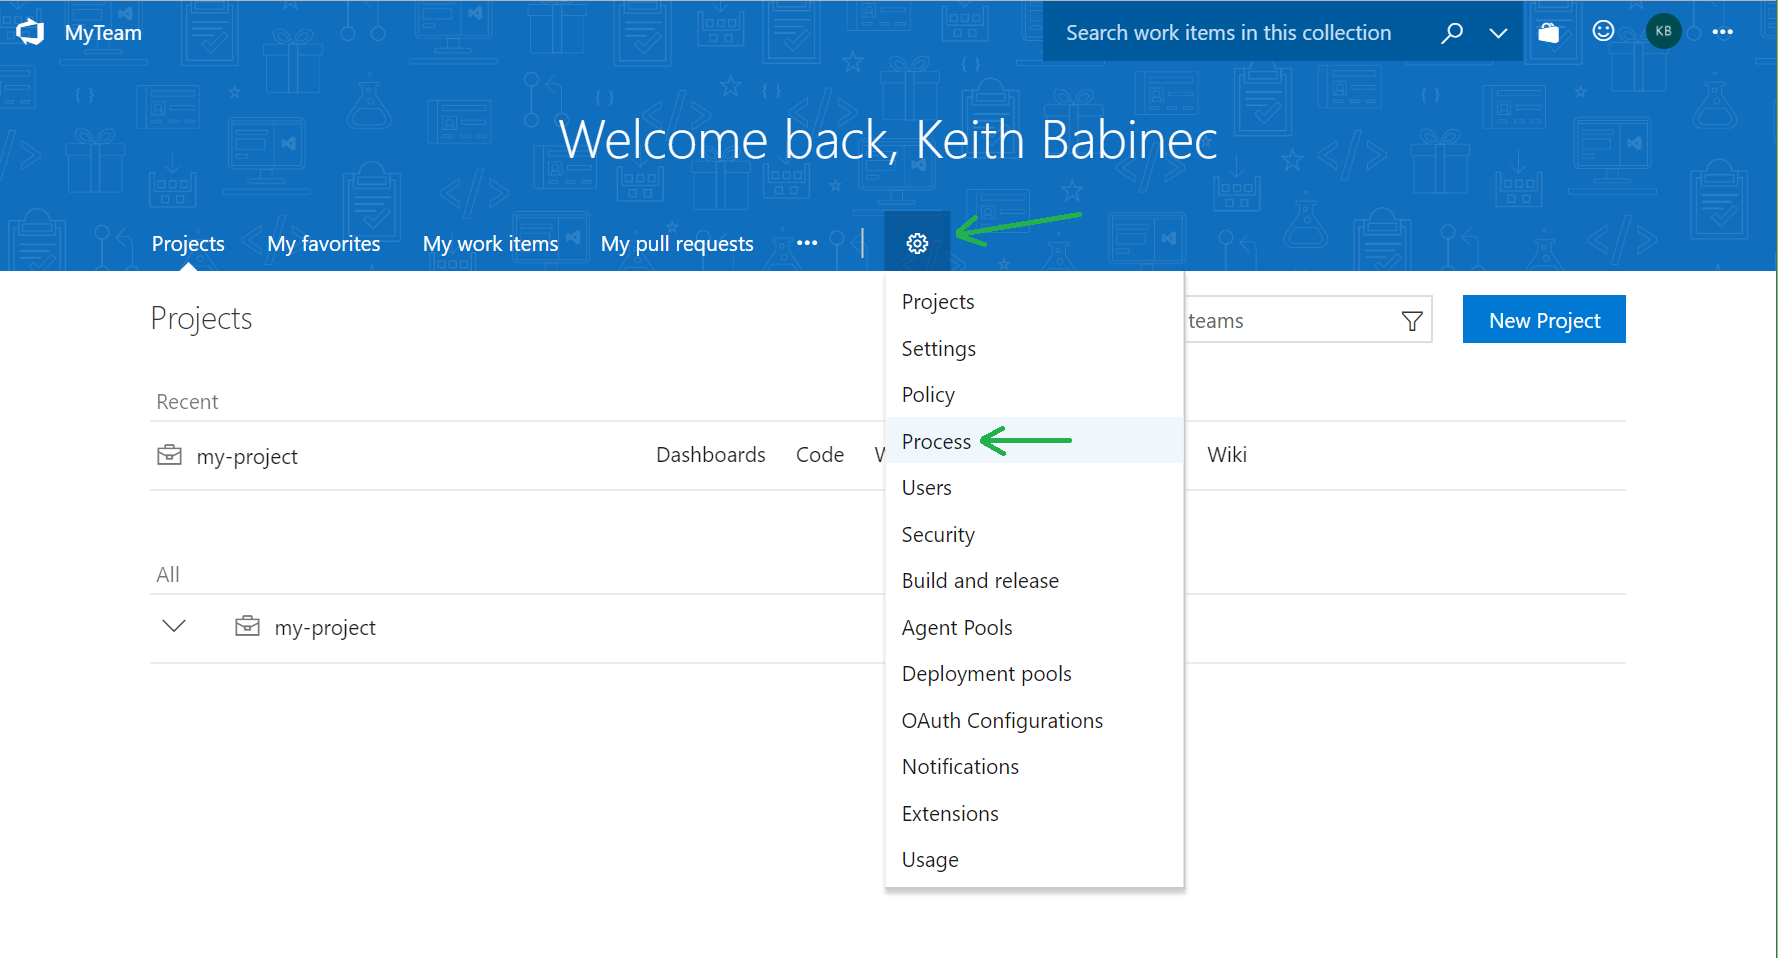 MyTeam
Search work items in this collection
KB
Welcome back, Keith Babinec
Projects My favorites My work items My pull requests
Projects
Settings
Policy
Process
Users
Security
Build and release
Agent Pools
Deployment pools
OAuth Configurations
Notifications
Extensions
Usage
Projects
teams
New Project
Recent
my-project Dashboards Code Wiki
All
my-project